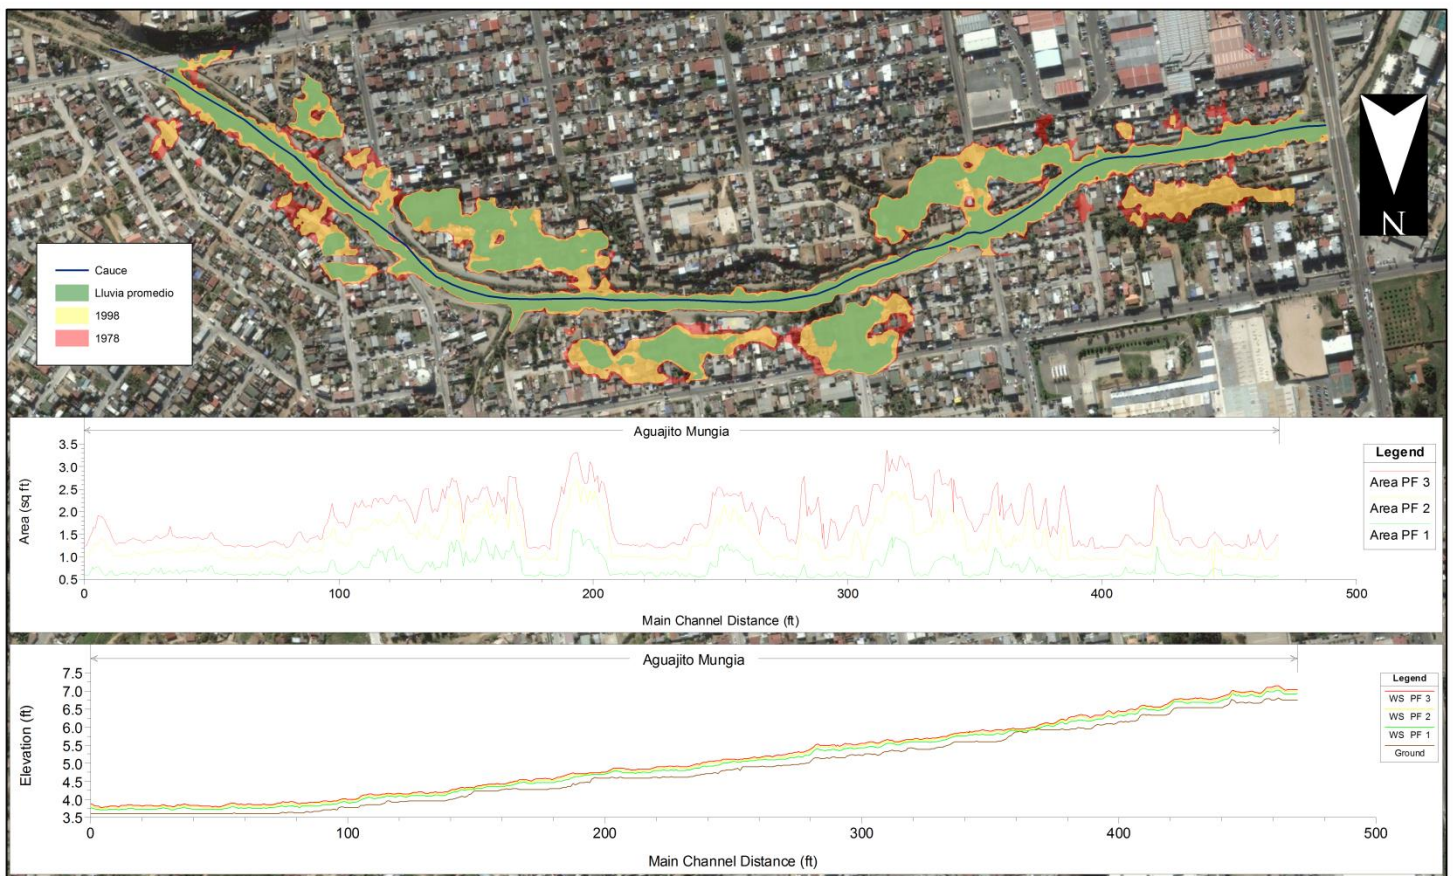 N
Cauce
Lluvia promedio
1998
1978
Aguajito Mungia
3.5
3.0
2.5
2.0
1.5
1.0
0.5
Area (sq ft)
0 100 200 300 400 500
Main Channel Distance (ft)
Legend
Area PF 3
Area PF 2
Area PF 1
Aguajito Mungia
7.5
7.0
6.5
6.0
5.5
5.0
4.5
4.0
3.5
Elevation (ft)
0 100 200 300 400 500
Main Channel Distance (ft)
Legend
WS PF 3
WS PF 2
WS PF 1
Ground